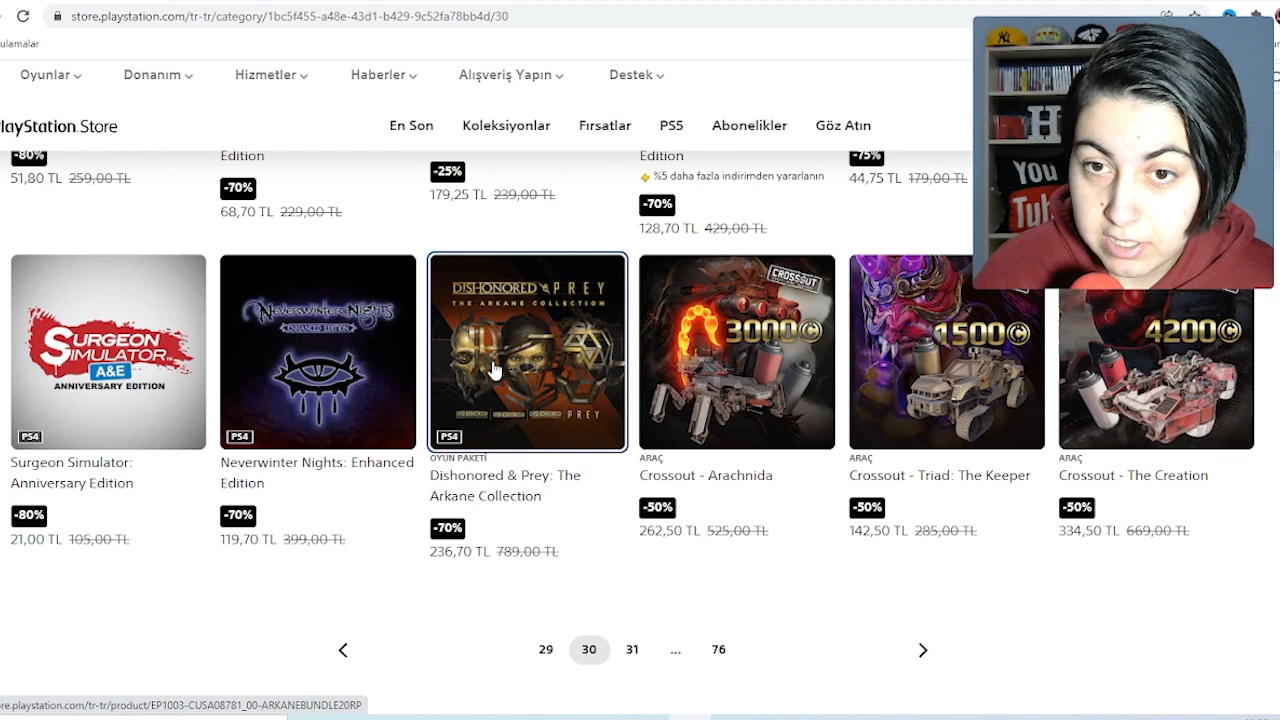 store.playstation.com/tr-tr/category/1bc5f455-a48e-43d1-b429-9c52fa78bb4d/30
ulamalar
Oyunlar
Donanım
Hizmetler
Haberler
Alışveriş Yapın
Destek
PlayStation Store
En Son
Koleksiyonlar
Fırsatlar
PS5
Abonelikler
Göz Atın
-80%
51,80 TL 259,00 TL
Edition
-70%
68,70 TL 229,00 TL
-25%
179,25 TL 239,00 TL
Edition
%5 daha fazla indirimden yararlanın
-70%
128,70 TL 429,00 TL
-75%
44,75 TL 179,00 TL
H
You
Tub
SURGEON
SIMULATOR
A&E
ANNIVERSARY EDITION
PS4
Surgeon Simulator:
Anniversary Edition
-80%
21,00 TL 105,00 TL
NEVERWINTER NIGHTS
ENHANCED EDITION
PS4
Neverwinter Nights: Enhanced
Edition
-70%
119,70 TL 399,00 TL
DISHONORED & PREY
THE ARKANE COLLECTION
DISHONORED DISHONORED DISHONORED PREY
PS4
OYUN PAKETİ
Dishonored & Prey: The
Arkane Collection
-70%
236,70 TL 789,00 TL
CROSSOUT
3000
ARAÇ
Crossout - Arachnida
-50%
262,50 TL 525,00 TL
1500
ARAÇ
Crossout - Triad: The Keeper
-50%
142,50 TL 285,00 TL
4200
ARAÇ
Crossout - The Creation
-50%
334,50 TL 669,00 TL
29
30
31
...
76
re.playstation.com/tr-tr/product/EP1003-CUSA08781_00-ARKANEBUNDLE20RP